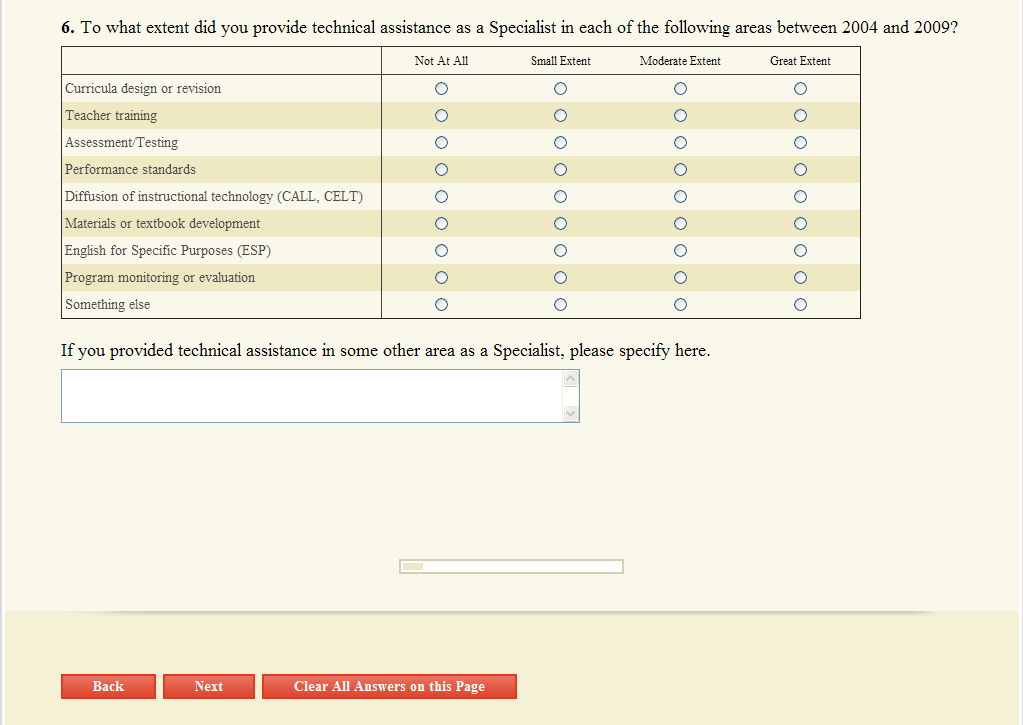 6. To what extent did you provide technical assistance as a Specialist in each of the following areas between 2004 and 2009?
Not At All Small Extent Moderate Extent Great Extent
Curricula design or revision
Teacher training
Assessment/Testing
Performance standards
Diffusion of instructional technology (CALL, CELT)
Materials or textbook development
English for Specific Purposes (ESP)
Program monitoring or evaluation
Something else
If you provided technical assistance in some other area as a Specialist, please specify here.
Back Next Clear All Answers on this Page